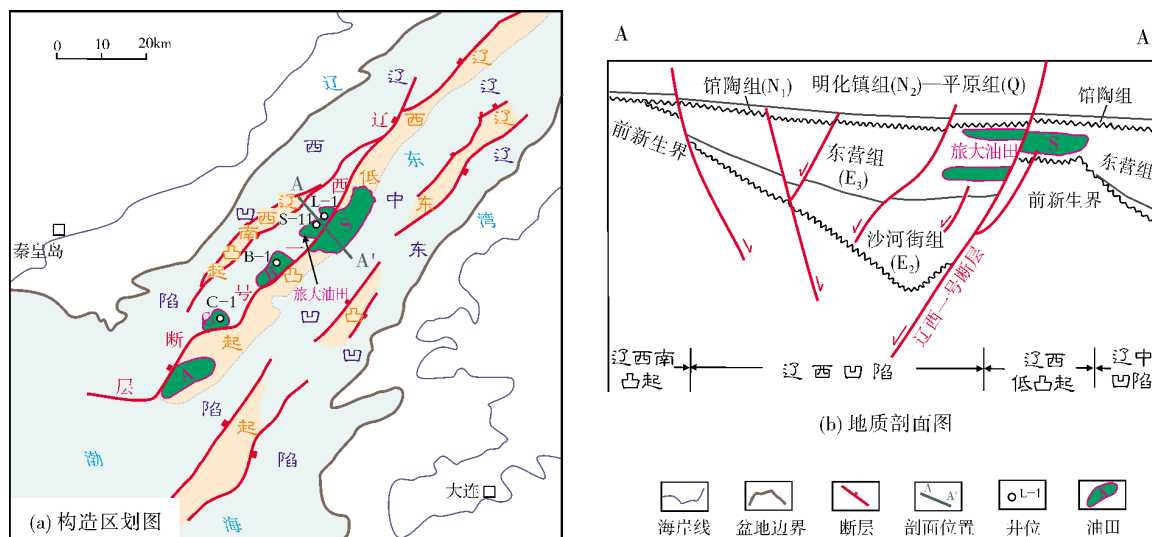 0 10 20km
辽
辽
辽
辽
西
辽
东
辽
西
西
低
中
东
湾
A
L-1
辽
凹
西
S-11
S
南
凸
东
秦皇岛
起
B-1
一
A'
凸
旅大油田
陷
号
C-1
C
凹
凸
断
起
凹
层
A
陷
起
陷
渤
海
大连
(a) 构造区划图
A
A
馆陶组(N₁)
明化镇组(N₂)—平原组(Q)
馆陶组
前新生界
旅大油田
S
东营组
(E₃)
东营组
前新生界
沙河街组
(E₂)
辽西一号断层
辽西南
凸起
辽西凹陷
辽西
低凸起
辽中
凹陷
(b) 地质剖面图
A A'
L-1
A
海岸线
盆地边界
断层
剖面位置
井位
油田